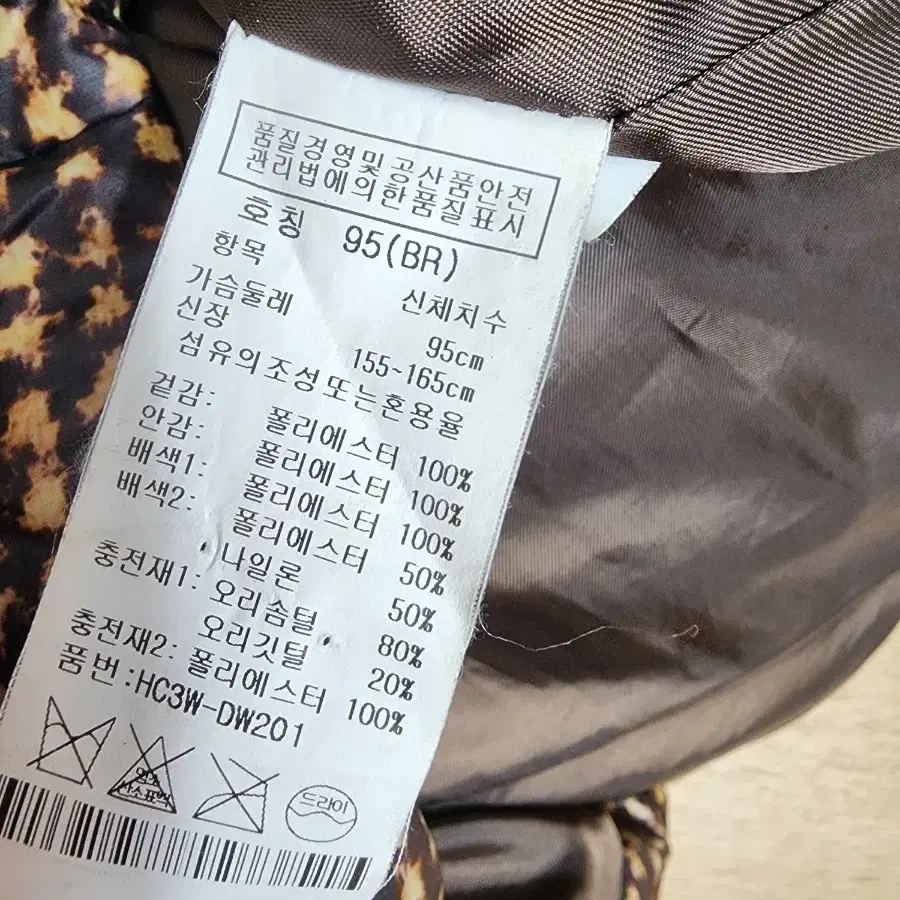 품질경영및공산품안전
관리법에의한품질표시
호칭 95(BR)
항목 신체치수
가슴둘레 95cm
신장 155~165cm
섬유의조성또는혼용율
겉감: 폴리에스터 100%
안감: 폴리에스터 100%
배색1: 폴리에스터 100%
배색2: 폴리에스터 50%
나일론 50%
충전재1: 오리솜털 80%
오리깃털 20%
충전재2: 폴리에스터 100%
품번:HC3W-DW201
염소
산소표백
드라이